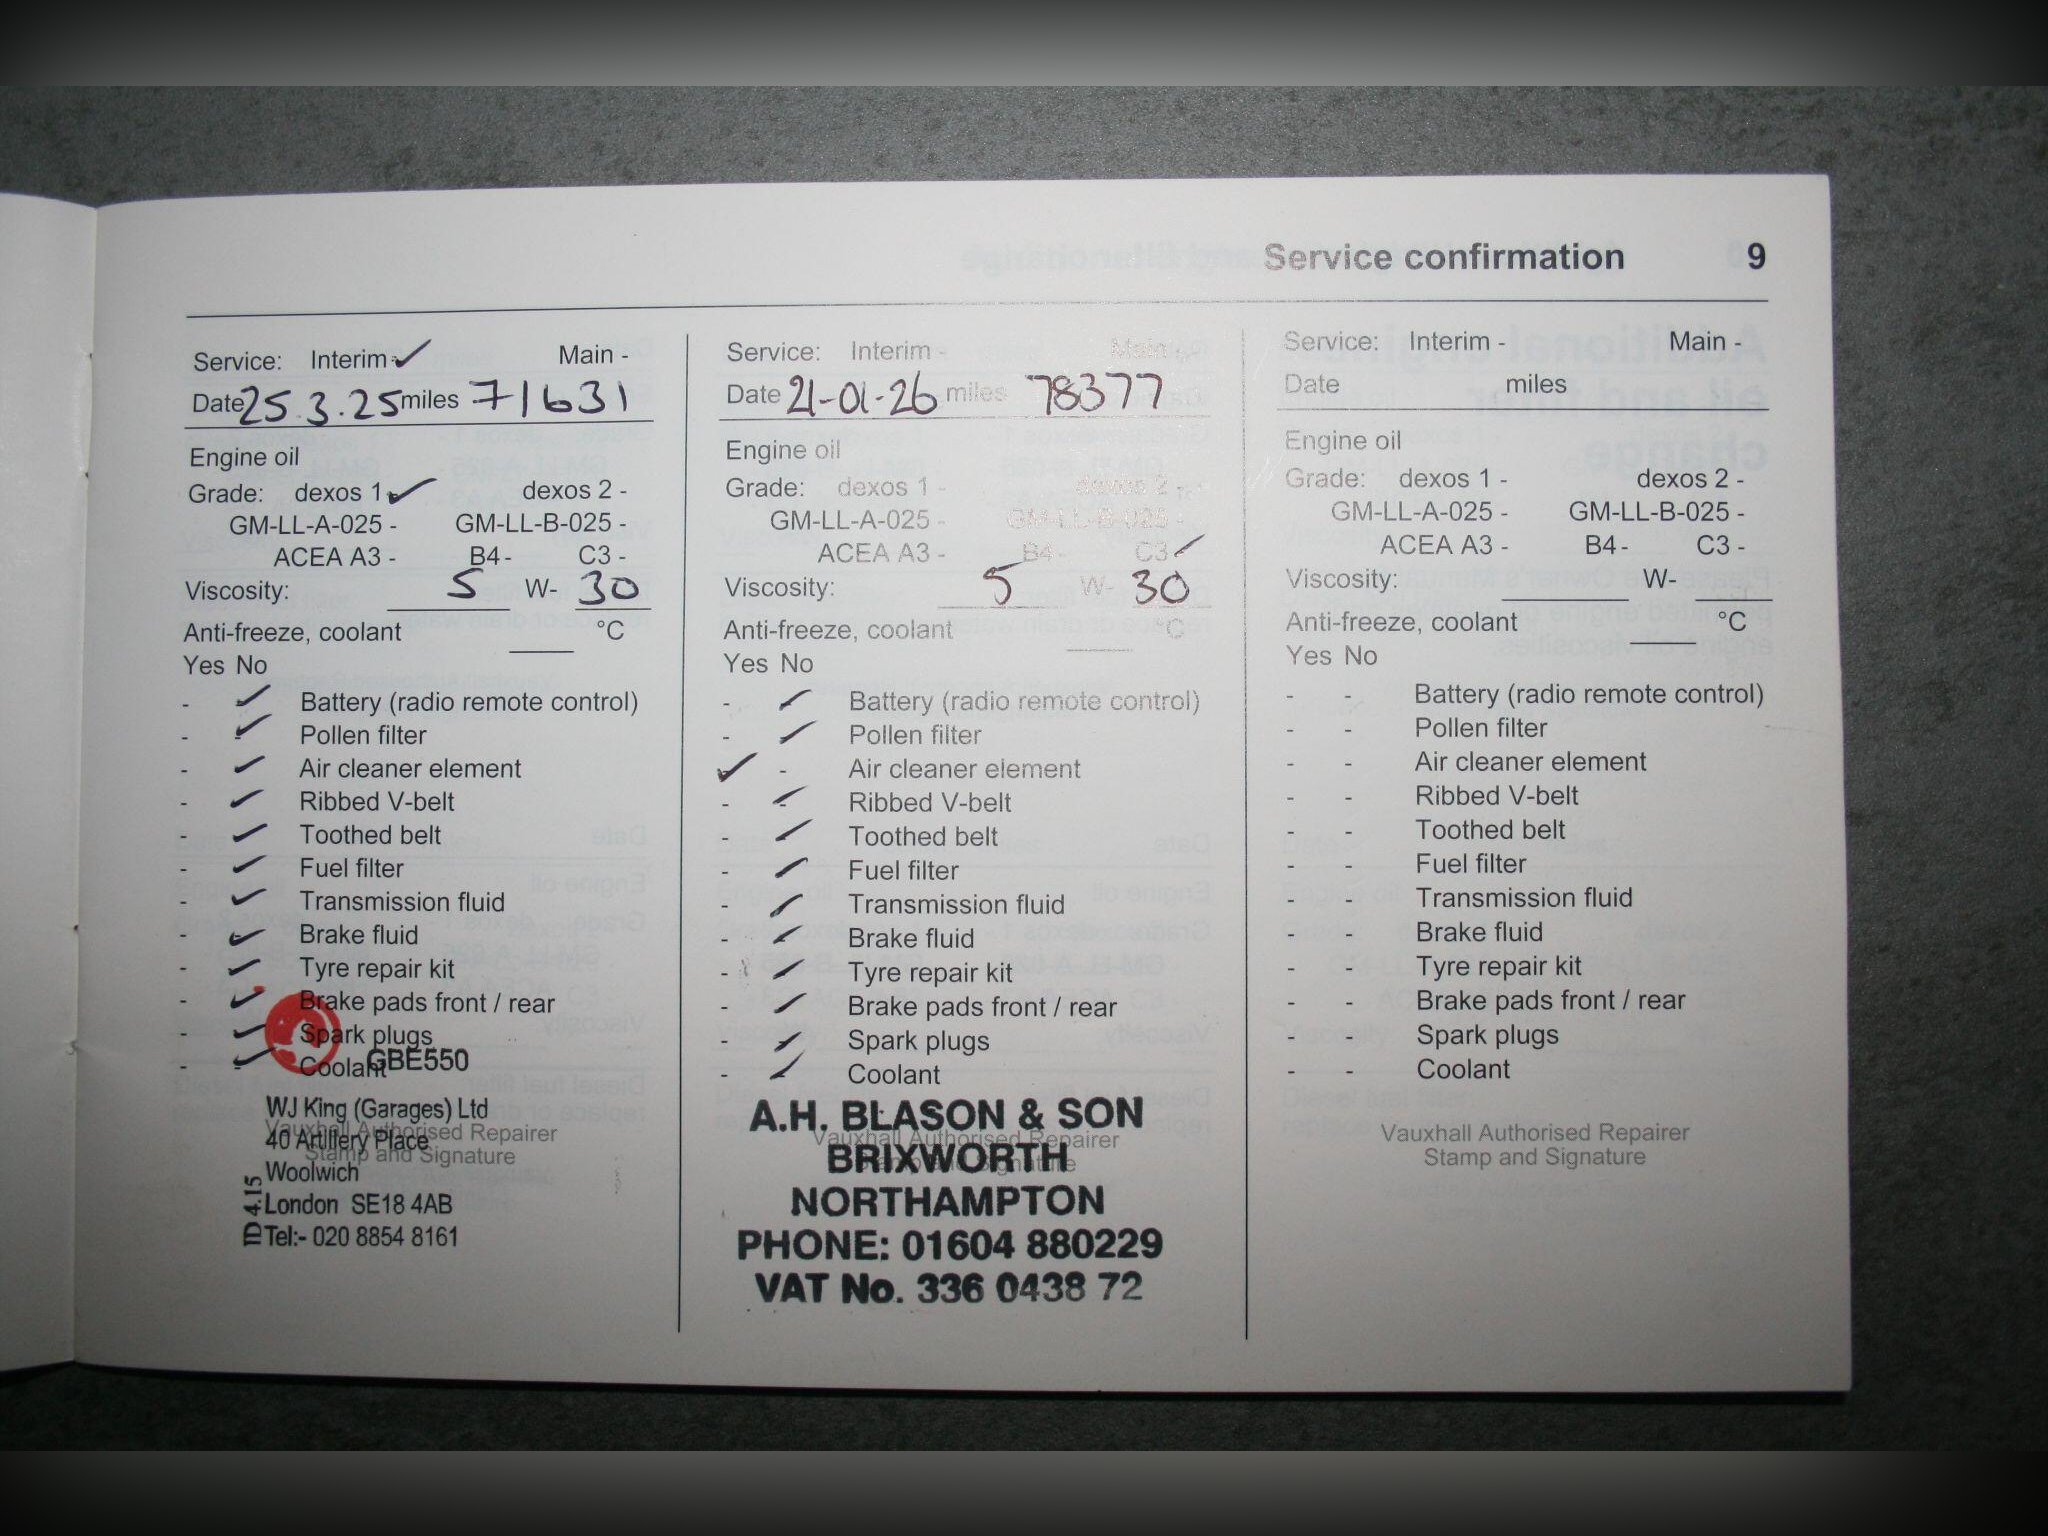 Service confirmation 9
Service: Interim ✓ Main -
Date 25.3.25 miles 71631
Engine oil
Grade: dexos 1 ✓ dexos 2 -
GM-LL-A-025 - GM-LL-B-025 -
ACEA A3 - B4 - C3 -
Viscosity: 5 W- 30
Anti-freeze, coolant °C
Yes No
- ✓ Battery (radio remote control)
- ✓ Pollen filter
- ✓ Air cleaner element
- ✓ Ribbed V-belt
- ✓ Toothed belt
- ✓ Fuel filter
- ✓ Transmission fluid
- ✓ Brake fluid
- ✓ Tyre repair kit
- ✓ Brake pads front / rear
- ✓ Spark plugs
- ✓ Coolant
GBE550
WJ King (Garages) Ltd
Vauxhall Authorised Repairer
40 Artillery Place
Stamp and Signature
Woolwich
London SE18 4AB
Tel:- 020 8854 8161
ID 4.15
Service: Interim - Main -
Date 21-01-26 miles 78377
Engine oil
Grade: dexos 1 - dexos 2 -
GM-LL-A-025 - GM-LL-B-025 -
ACEA A3 - B4 - C3 ✓
Viscosity: 5 W- 30
Anti-freeze, coolant °C
Yes No
- ✓ Battery (radio remote control)
- ✓ Pollen filter
✓ - Air cleaner element
- ✓ Ribbed V-belt
- ✓ Toothed belt
- ✓ Fuel filter
- ✓ Transmission fluid
- ✓ Brake fluid
- ✓ Tyre repair kit
- ✓ Brake pads front / rear
- ✓ Spark plugs
- ✓ Coolant
A.H. BLASON & SON
Vauxhall Authorised Repairer
BRIXWORTH
Stamp and Signature
NORTHAMPTON
PHONE: 01604 880229
VAT No. 336 0438 72
Service: Interim - Main -
Date miles
Engine oil
Grade: dexos 1 - dexos 2 -
GM-LL-A-025 - GM-LL-B-025 -
ACEA A3 - B4 - C3 -
Viscosity: W-
Anti-freeze, coolant °C
Yes No
- - Battery (radio remote control)
- - Pollen filter
- - Air cleaner element
- - Ribbed V-belt
- - Toothed belt
- - Fuel filter
- - Transmission fluid
- - Brake fluid
- - Tyre repair kit
- - Brake pads front / rear
- - Spark plugs
- - Coolant
Vauxhall Authorised Repairer
Stamp and Signature